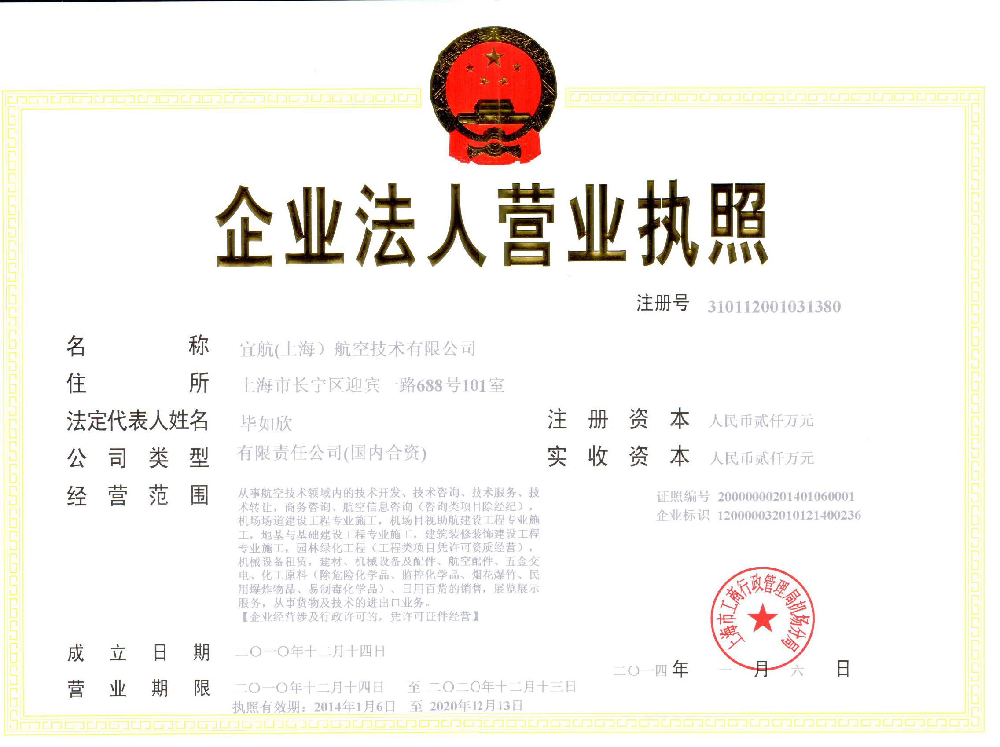 企业法人营业执照
注册号 310112001031380
名称 宜航(上海）航空技术有限公司
住所 上海市长宁区迎宾一路688号101室
法定代表人姓名 毕如欣
注册资本 人民币贰仟万元
公司类型 有限责任公司(国内合资)
实收资本 人民币贰仟万元
经营范围 从事航空技术领域内的技术开发、技术咨询、技术服务、技
术转让，商务咨询、航空信息咨询（咨询类项目除经纪），
机场场道建设工程专业施工，机场目视助航建设工程专业施
工，地基与基础建设工程专业施工，建筑装修装饰建设工程
专业施工，园林绿化工程（工程类项目凭许可资质经营），
机械设备租赁，建材、机械设备及配件、航空配件、五金交
电、化工原料（除危险化学品、监控化学品、烟花爆竹、民
用爆炸物品、易制毒化学品）、日用百货的销售，展览展示
服务，从事货物及技术的进出口业务。
【企业经营涉及行政许可的，凭许可证件经营】
证照编号 20000000201401060001
企业标识 120000032010121400236
上海市工商行政管理局机场分局
成立日期 二〇一〇年十二月十四日
二〇一四年一月六日
营业期限 二〇一〇年十二月十四日 至 二〇二〇年十二月十三日
执照有效期：2014年1月6日 至 2020年12月13日